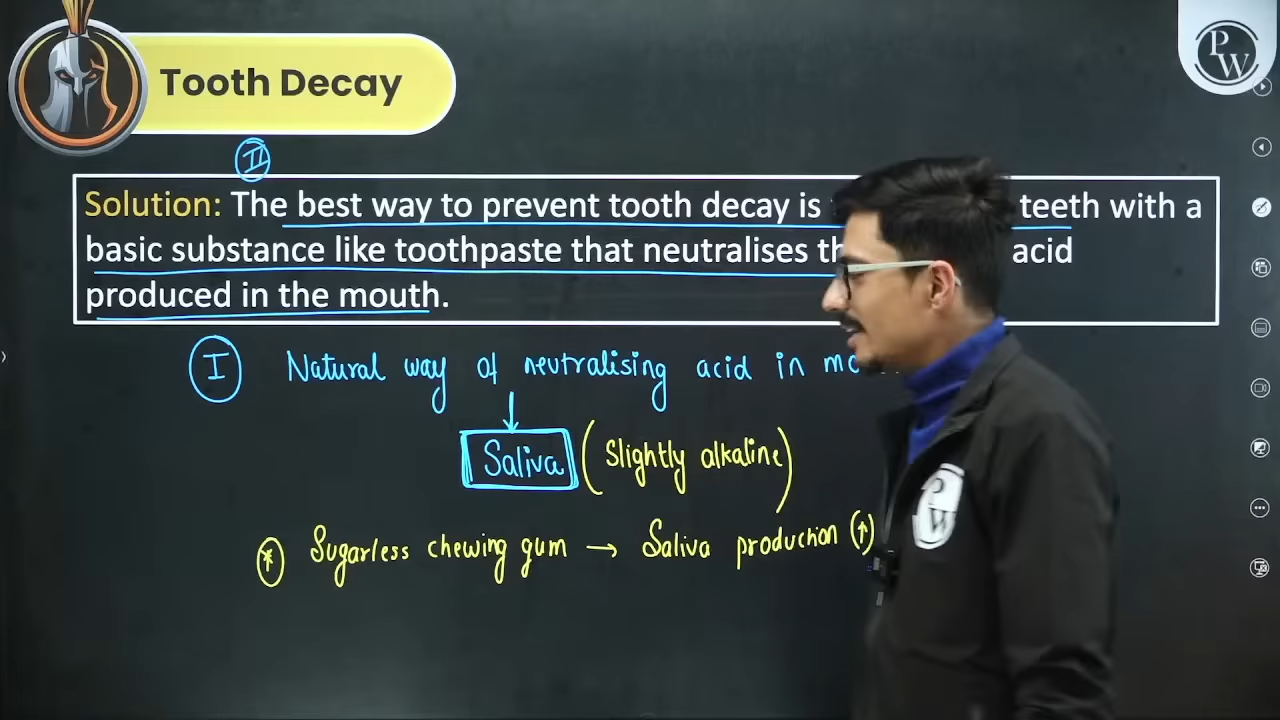 Tooth Decay
PW
II
Solution: The best way to prevent tooth decay is teeth with a
basic substance like toothpaste that neutralises acid
produced in the mouth.
I Natural way of neutralising acid in
Saliva (Slightly alkaline)
* Sugarless chewing gum → Saliva production (↑)
PW